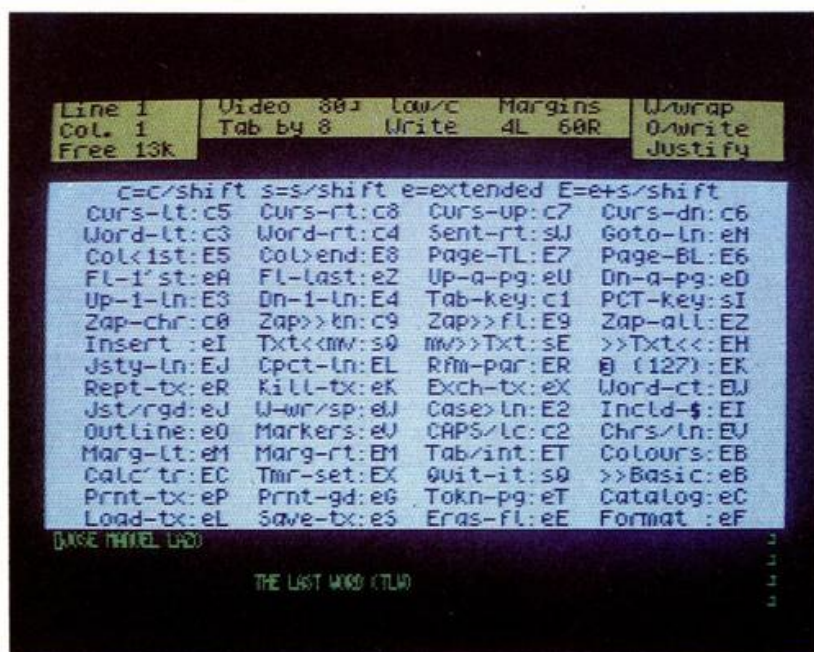 Line 1 Video 80 low/c Margins W/wrap
Col. 1 Tab by 8 Write 4L 60R O/write
Free 13k Justify
c=c/shift s=s/shift e=extended E=e+s/shift
Curs-lt:c5 Curs-rt:c8 Curs-up:c7 Curs-dn:c6
Word-lt:c3 Word-rt:c4 Sent-rt:sW Goto-ln:eN
Col<1st:E5 Col>end:E8 Page-TL:E7 Page-BL:E6
Fl-1'st:eA Fl-last:eZ Up-a-pg:eU Dn-a-pg:eD
Up-1-ln:E3 Dn-1-ln:E4 Tab-key:c1 PCT-key:sI
Zap-chr:c0 Zap>>ln:c9 Zap>>fl:E9 Zap-all:EZ
Insert :eI Txt<<mv:sQ mv>>Txt:sE >>Txt<<:EH
Jsty-ln:EJ Cpct-ln:EL Rfm-par:ER (127):EK
Rept-tx:eR Kill-tx:eK Exch-tx:eX Word-ct:EW
Jst/rgd:eJ W-wr/sp:eW Case>ln:E2 Incld-$:EI
Outline:eO Markers:eV CAPS/lc:c2 Chrs/ln:EV
Marg-lt:eM Marg-rt:EM Tab/int:ET Colours:EB
Calc'tr:EC Tmr-set:EX Quit-it:sQ >>Basic:eB
Prnt-tx:eP Prnt-gd:eG Tokn-pg:eT Catalog:eC
Load-tx:eL Save-tx:eS Eras-fl:eE Format :eF
JOSE MANUEL LAZO
THE LAST WORD (TLW)